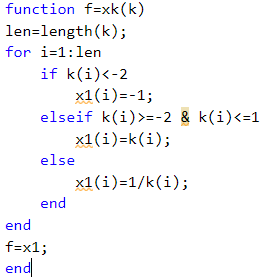 function f=xk(k)
len=length(k);
for i=1:len
    if k(i)<-2
        x1(i)=-1;
    elseif k(i)>=-2 & k(i)<=1
        x1(i)=k(i);
    else
        x1(i)=1/k(i);
    end
end
f=x1;
end